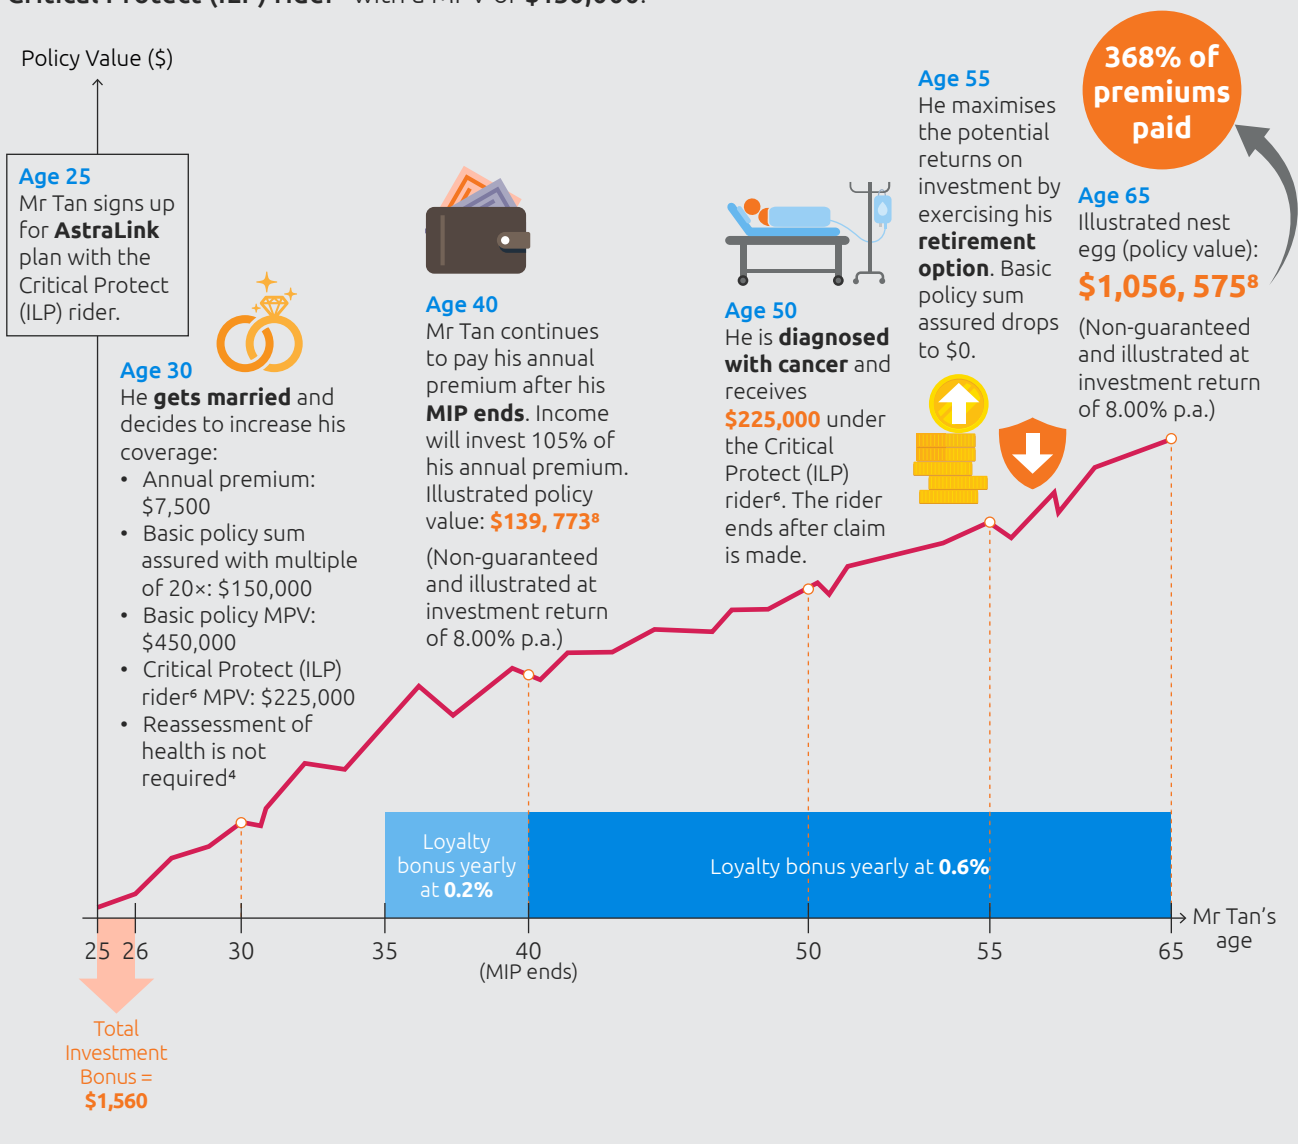 Critical Protect (ILP) rider⁶ with a MPV of $150,000.
Policy Value ($)
Age 25
Mr Tan signs up
for AstraLink
plan with the
Critical Protect
(ILP) rider.
Age 30
He gets married and
decides to increase his
coverage:
• Annual premium:
$7,500
• Basic policy sum
assured with multiple
of 20×: $150,000
• Basic policy MPV:
$450,000
• Critical Protect (ILP)
rider⁶ MPV: $225,000
• Reassessment of
health is not
required⁴
Age 40
Mr Tan continues
to pay his annual
premium after his
MIP ends. Income
will invest 105% of
his annual premium.
Illustrated policy
value: $139, 773⁸
(Non-guaranteed
and illustrated at
investment return
of 8.00% p.a.)
Age 50
He is diagnosed
with cancer and
receives
$225,000 under
the Critical
Protect (ILP)
rider⁶. The rider
ends after claim
is made.
Age 55
He maximises
the potential
returns on
investment by
exercising his
retirement
option. Basic
policy sum
assured drops
to $0.
368% of
premiums
paid
Age 65
Illustrated nest
egg (policy value):
$1,056, 575⁸
(Non-guaranteed
and illustrated at
investment return
of 8.00% p.a.)
Loyalty
bonus yearly
at 0.2%
Loyalty bonus yearly at 0.6%
25 26 30 35 40 50 55 65
(MIP ends)
Mr Tan's
age
Total
Investment
Bonus =
$1,560